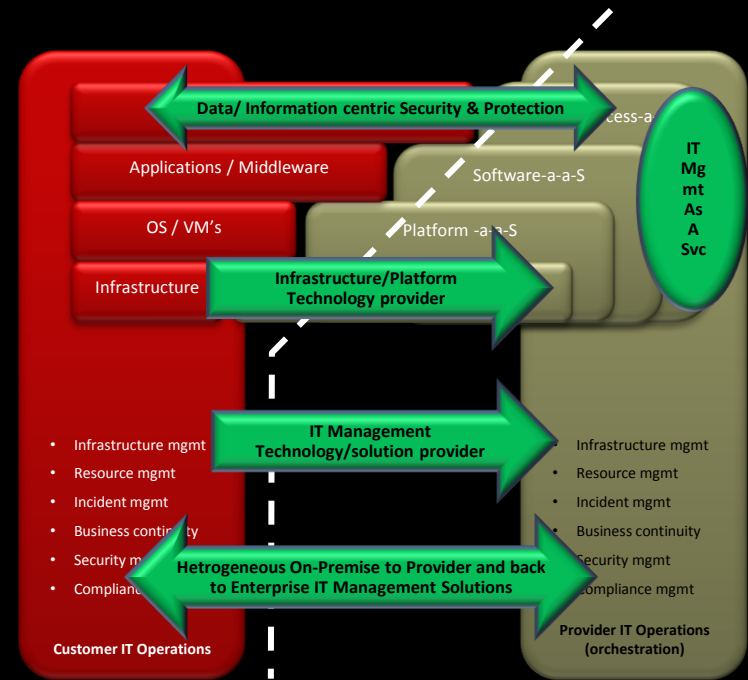 Data/ Information centric Security & Protection
cess-a-
Applications / Middleware
Software-a-a-S
IT
Mg
mt
As
A
Svc
OS / VM's
Platform -a-a-S
Infrastructure
Infrastructure/Platform
Technology provider
IT Management
Technology/solution provider
• Infrastructure mgmt
• Resource mgmt
• Incident mgmt
• Business continuity
• Security m
• Compliance
Infrastructure mgmt
• Resource mgmt
• Incident mgmt
• Business continuity
Security mgmt
ompliance mgmt
Hetrogeneous On-Premise to Provider and back
to Enterprise IT Management Solutions
Customer IT Operations
Provider IT Operations
(orchestration)